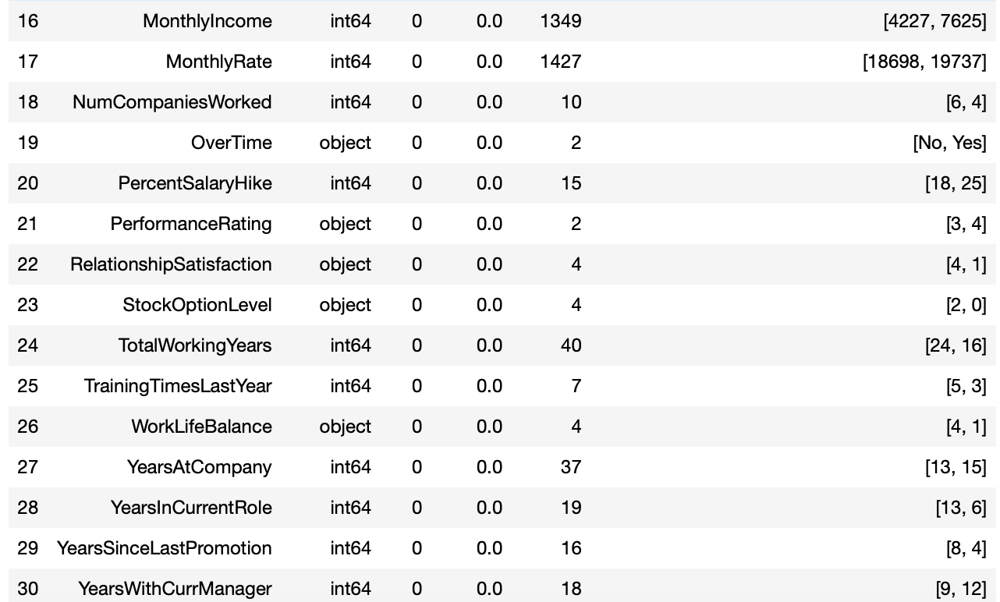 16 MonthlyIncome int64 0 0.0 1349 [4227, 7625]
17 MonthlyRate int64 0 0.0 1427 [18698, 19737]
18 NumCompaniesWorked int64 0 0.0 10 [6, 4]
19 OverTime object 0 0.0 2 [No, Yes]
20 PercentSalaryHike int64 0 0.0 15 [18, 25]
21 PerformanceRating object 0 0.0 2 [3, 4]
22 RelationshipSatisfaction object 0 0.0 4 [4, 1]
23 StockOptionLevel object 0 0.0 4 [2, 0]
24 TotalWorkingYears int64 0 0.0 40 [24, 16]
25 TrainingTimesLastYear int64 0 0.0 7 [5, 3]
26 WorkLifeBalance object 0 0.0 4 [4, 1]
27 YearsAtCompany int64 0 0.0 37 [13, 15]
28 YearsInCurrentRole int64 0 0.0 19 [13, 6]
29 YearsSinceLastPromotion int64 0 0.0 16 [8, 4]
30 YearsWithCurrManager int64 0 0.0 18 [9, 12]